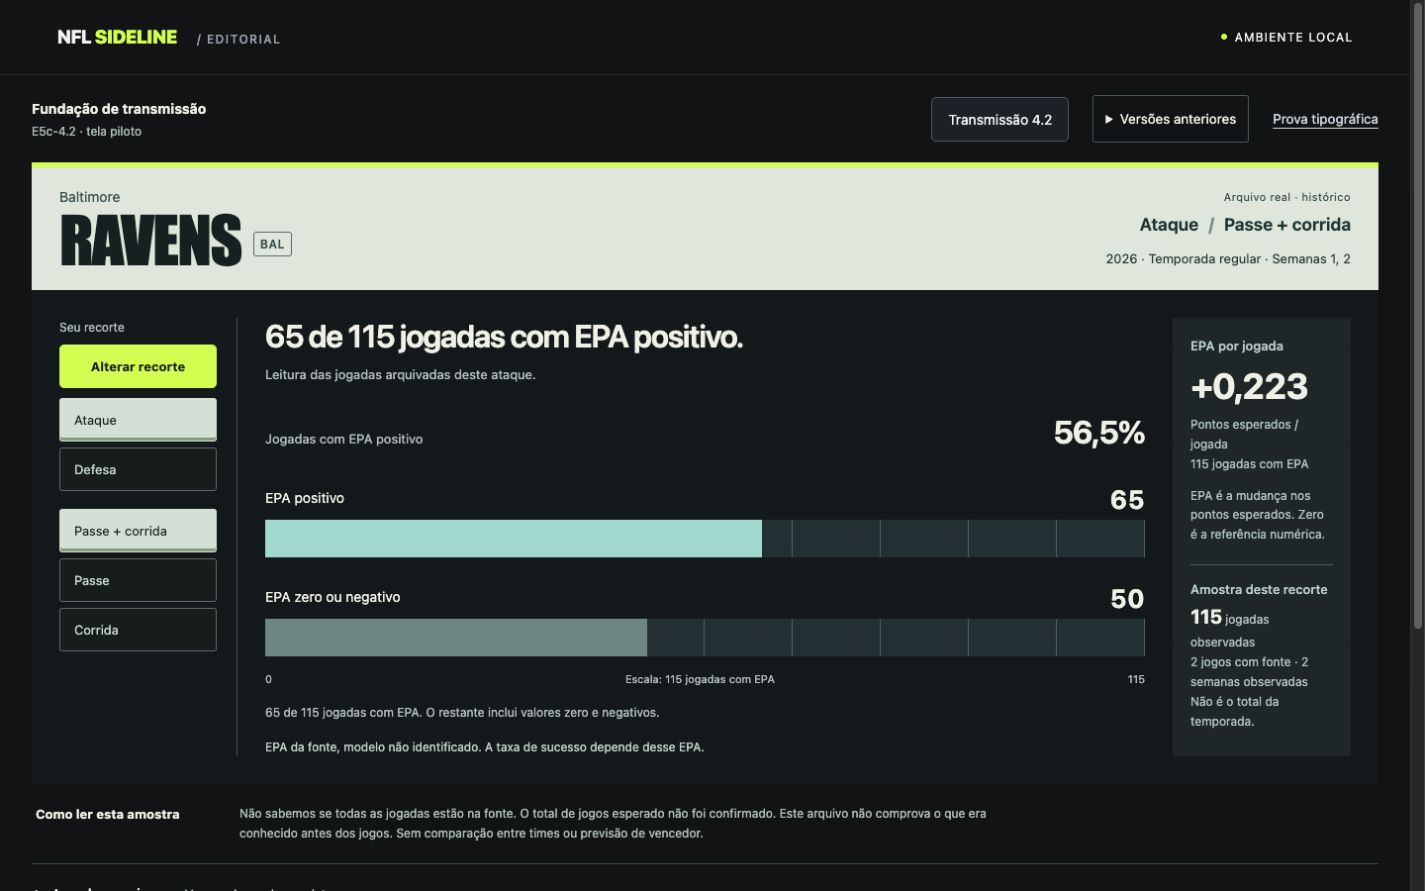 NFL SIDELINE / EDITORIAL
AMBIENTE LOCAL
Fundação de transmissão
E5c-4.2 · tela piloto
Transmissão 4.2
Versões anteriores
Prova tipográfica
Baltimore
RAVENS BAL
Arquivo real · histórico
Ataque / Passe + corrida
2026 · Temporada regular · Semanas 1, 2
Seu recorte
Alterar recorte
Ataque
Defesa
Passe + corrida
Passe
Corrida
65 de 115 jogadas com EPA positivo.
Leitura das jogadas arquivadas deste ataque.
Jogadas com EPA positivo 56,5%
EPA positivo 65
EPA zero ou negativo 50
0 Escala: 115 jogadas com EPA 115
65 de 115 jogadas com EPA. O restante inclui valores zero e negativos.
EPA da fonte, modelo não identificado. A taxa de sucesso depende desse EPA.
EPA por jogada
+0,223
Pontos esperados /
jogada
115 jogadas com EPA
EPA é a mudança nos
pontos esperados. Zero
é a referência numérica.
Amostra deste recorte
115 jogadas
observadas
2 jogos com fonte · 2
semanas observadas
Não é o total da
temporada.
Como ler esta amostra
Não sabemos se todas as jogadas estão na fonte. O total de jogos esperado não foi confirmado. Este arquivo não comprova o que era
conhecido antes dos jogos. Sem comparação entre times ou previsão de vencedor.